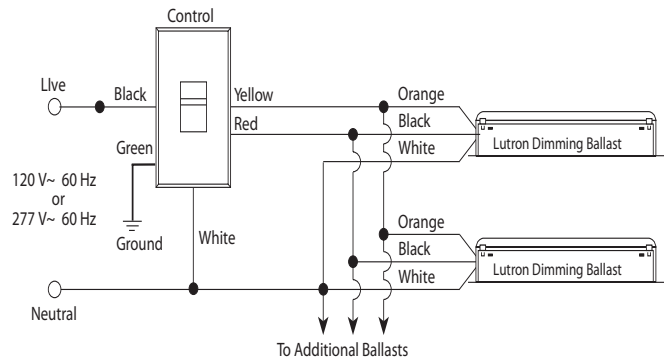 Control
LIve
Black
Yellow
Orange
Red
Black
Green
White
Lutron Dimming Ballast
120 V~ 60 Hz
or
277 V~ 60 Hz
Ground
White
Orange
Black
White
Lutron Dimming Ballast
Neutral
To Additional Ballasts